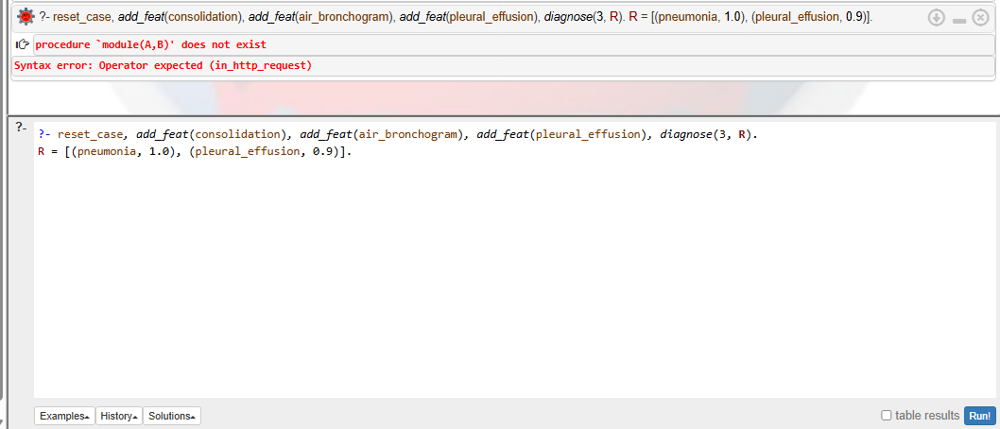 ?- reset_case, add_feat(consolidation), add_feat(air_bronchogram), add_feat(pleural_effusion), diagnose(3, R). R = [(pneumonia, 1.0), (pleural_effusion, 0.9)].
procedure `module(A,B)' does not exist
Syntax error: Operator expected (in_http_request)
?-
?- reset_case, add_feat(consolidation), add_feat(air_bronchogram), add_feat(pleural_effusion), diagnose(3, R).
R = [(pneumonia, 1.0), (pleural_effusion, 0.9)].
Examples History Solutions table results Run!